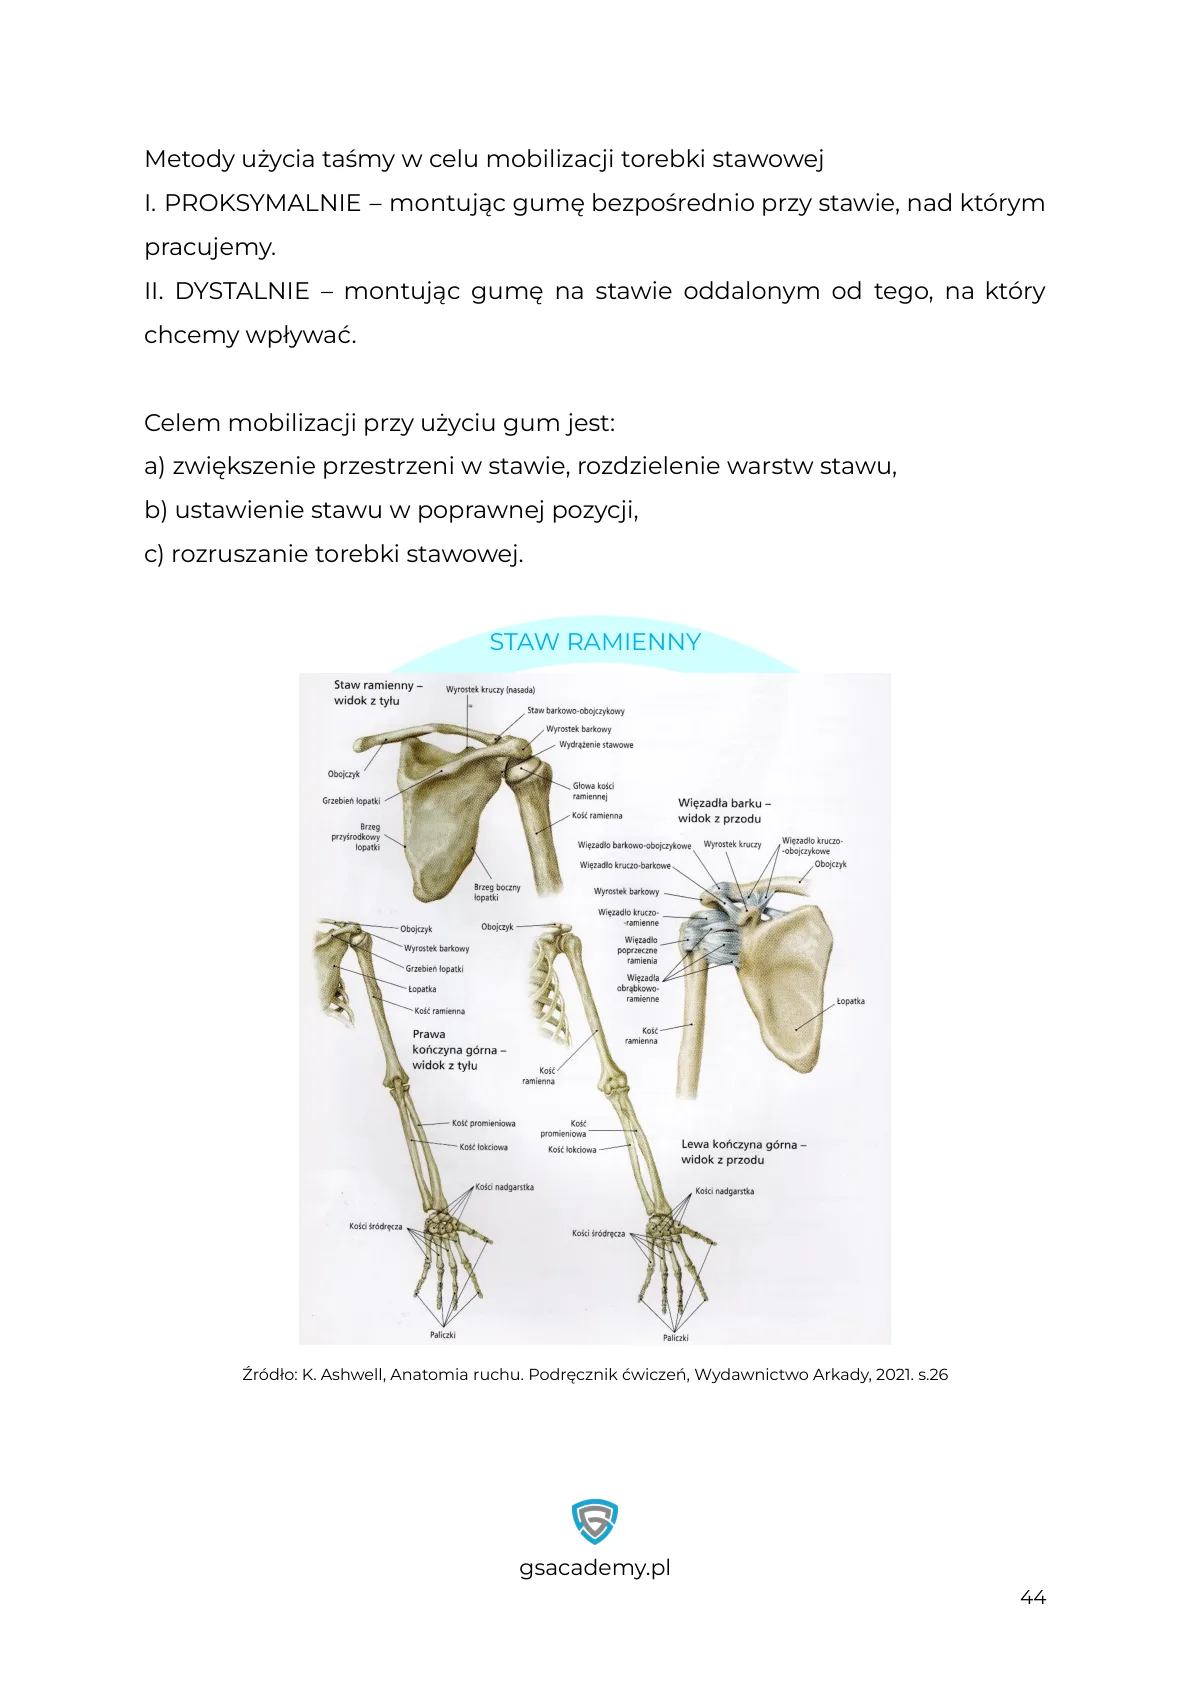 Metody użycia taśmy w celu mobilizacji torebki stawowej
I. PROKSYMALNIE – montując gumę bezpośrednio przy stawie, nad którym
pracujemy.
II. DYSTALNIE – montując gumę na stawie oddalonym od tego, na który
chcemy wpływać.
Celem mobilizacji przy użyciu gum jest:
a) zwiększenie przestrzeni w stawie, rozdzielenie warstw stawu,
b) ustawienie stawu w poprawnej pozycji,
c) rozruszanie torebki stawowej.
STAW RAMIENNY
Staw ramienny –
widok z tyłu
Wyrostek kruczy (nasada)
Staw barkowo-obojczykowy
Wyrostek barkowy
Wydrążenie stawowe
Obojczyk
Grzebień łopatki
Głowa kości
ramiennej
Kość ramienna
Brzeg
przyśrodkowy
łopatki
Brzeg boczny
łopatki
Więzadła barku –
widok z przodu
Więzadło barkowo-obojczykowe
Wyrostek kruczy
Więzadło kruczo-
-obojczykowe
Obojczyk
Więzadło kruczo-barkowe
Wyrostek barkowy
Więzadło kruczo-
-ramienne
Więzadło
poprzeczne
ramienia
Więzadła
obrąbkowo-
ramienne
Łopatka
Kość
ramienna
Obojczyk
Wyrostek barkowy
Grzebień łopatki
Łopatka
Kość ramienna
Prawa
kończyna górna –
widok z tyłu
Kość promieniowa
Kość łokciowa
Kości nadgarstka
Kości śródręcza
Paliczki
Obojczyk
Kość
ramienna
Kość
promieniowa
Kość łokciowa
Lewa kończyna górna –
widok z przodu
Kości nadgarstka
Kości śródręcza
Paliczki
Źródło: K. Ashwell, Anatomia ruchu. Podręcznik ćwiczeń, Wydawnictwo Arkady, 2021. s.26
gsacademy.pl
44